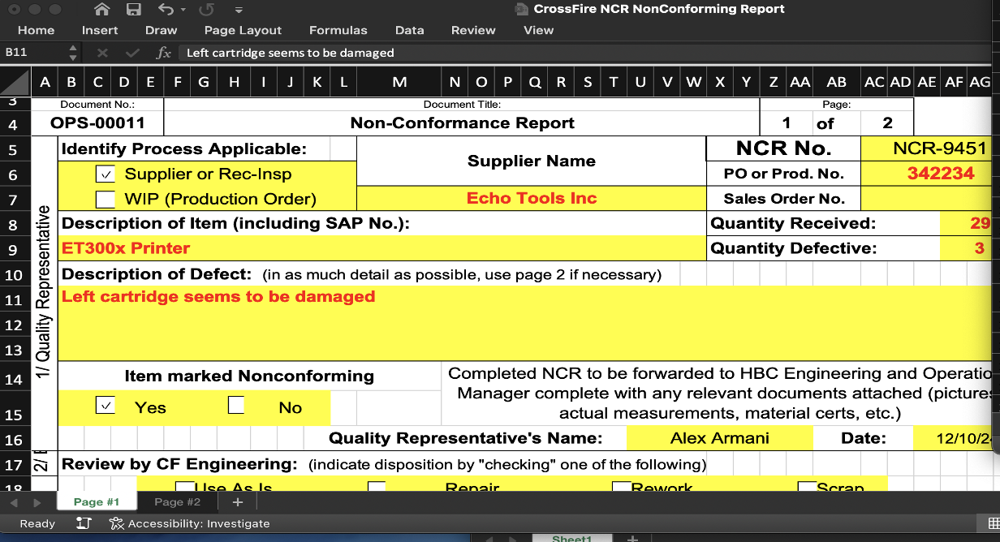 CrossFire NCR NonConforming Report
Home Insert Draw Page Layout Formulas Data Review View
B11 fx Left cartridge seems to be damaged
A B C D E F G H I J K L M N O P Q R S T U V W X Y Z AA AB AC AD AE AF AG
3 Document No.: Document Title: Page:
4 OPS-00011 Non-Conformance Report 1 of 2
5 Identify Process Applicable: Supplier Name NCR No. NCR-9451
6 ✓ Supplier or Rec-Insp PO or Prod. No. 342234
7 WIP (Production Order) Echo Tools Inc Sales Order No.
8 Description of Item (including SAP No.): Quantity Received: 29
9 ET300x Printer Quantity Defective: 3
10 Description of Defect: (in as much detail as possible, use page 2 if necessary)
11 Left cartridge seems to be damaged
12
13
1/ Quality Representative
14 Item marked Nonconforming Completed NCR to be forwarded to HBC Engineering and Operatio
Manager complete with any relevant documents attached (picture
15 ✓ Yes No actual measurements, material certs, etc.)
16 Quality Representative's Name: Alex Armani Date: 12/10/2
2/
17 Review by CF Engineering: (indicate disposition by "checking" one of the following)
18 Use As Is Repair Rework Scrap
Page #1 Page #2 +
Ready Accessibility: Investigate
Sheet1 +